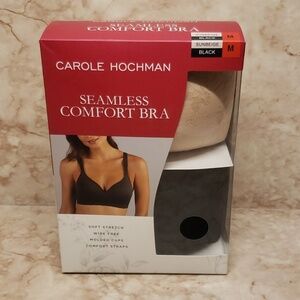 SEAMLESS
COMFORT BRA
M
SUNBEIGE
BLACK
M
CAROLE HOCHMAN
SEAMLESS
COMFORT BRA
SOFT STRETCH
WIRE FREE
MOLDED CUPS
COMFORT STRAPS